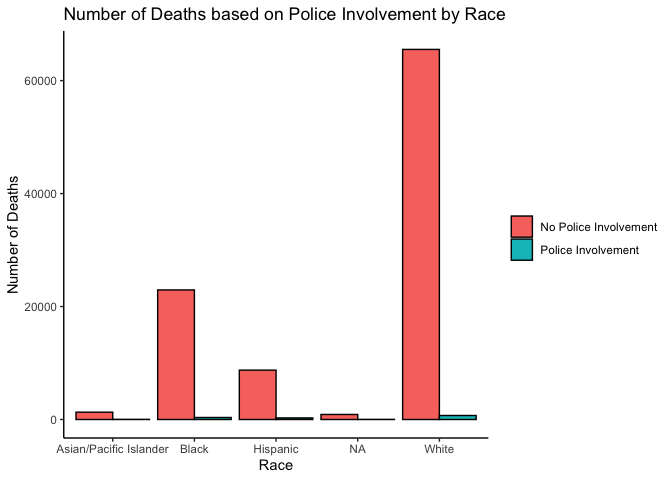 Number of Deaths based on Police Involvement by Race
Number of Deaths
60000
40000
20000
0
Asian/Pacific Islander Black Hispanic NA White
Race
No Police Involvement
Police Involvement